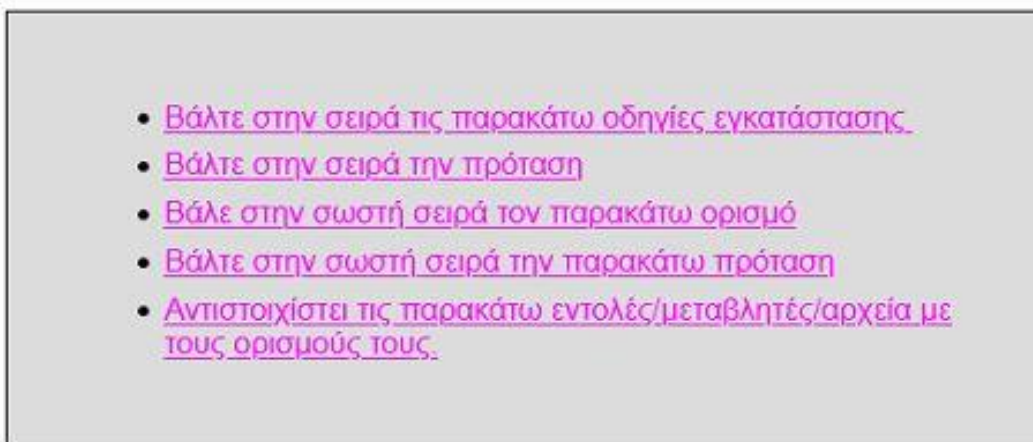 • Βάλτε στην σειρά τις παρακάτω οδηγίες εγκατάστασης
• Βάλτε στην σειρά την πρόταση
• Βάλε στην σωστή σειρά τον παρακάτω ορισμό
• Βάλτε στην σωστή σειρά την παρακάτω πρόταση
• Αντιστοιχίστει τις παρακάτω εντολές/μεταβλητές/αρχεία με
τους ορισμούς τους.